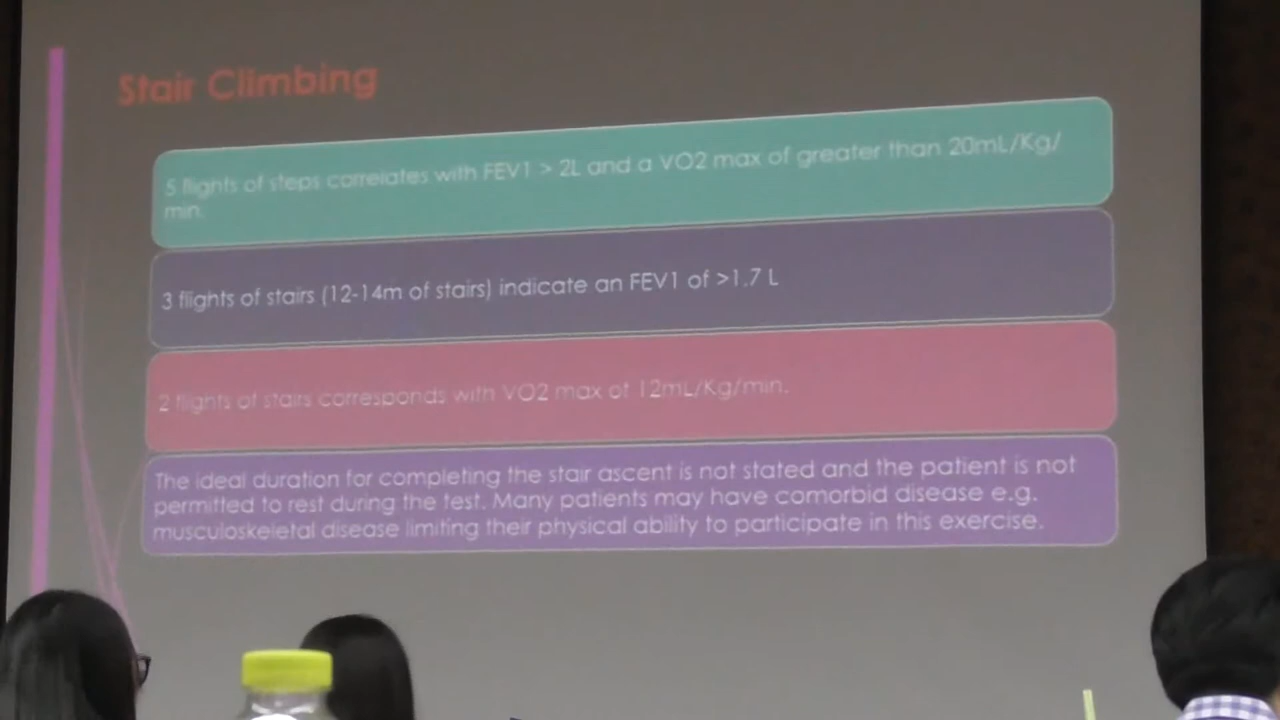 Stair Climbing
5 flights of steps correlates with FEV1 > 2L and a VO2 max of greater than 20mL/Kg/
min.
3 flights of stairs (12-14m of stairs) indicate an FEV1 of >1.7 L
2 flights of stairs corresponds with VO2 max of 12mL/Kg/min.
The ideal duration for completing the stair ascent is not stated and the patient is not
permitted to rest during the test. Many patients may have comorbid disease e.g.
musculoskeletal disease limiting their physical ability to participate in this exercise.